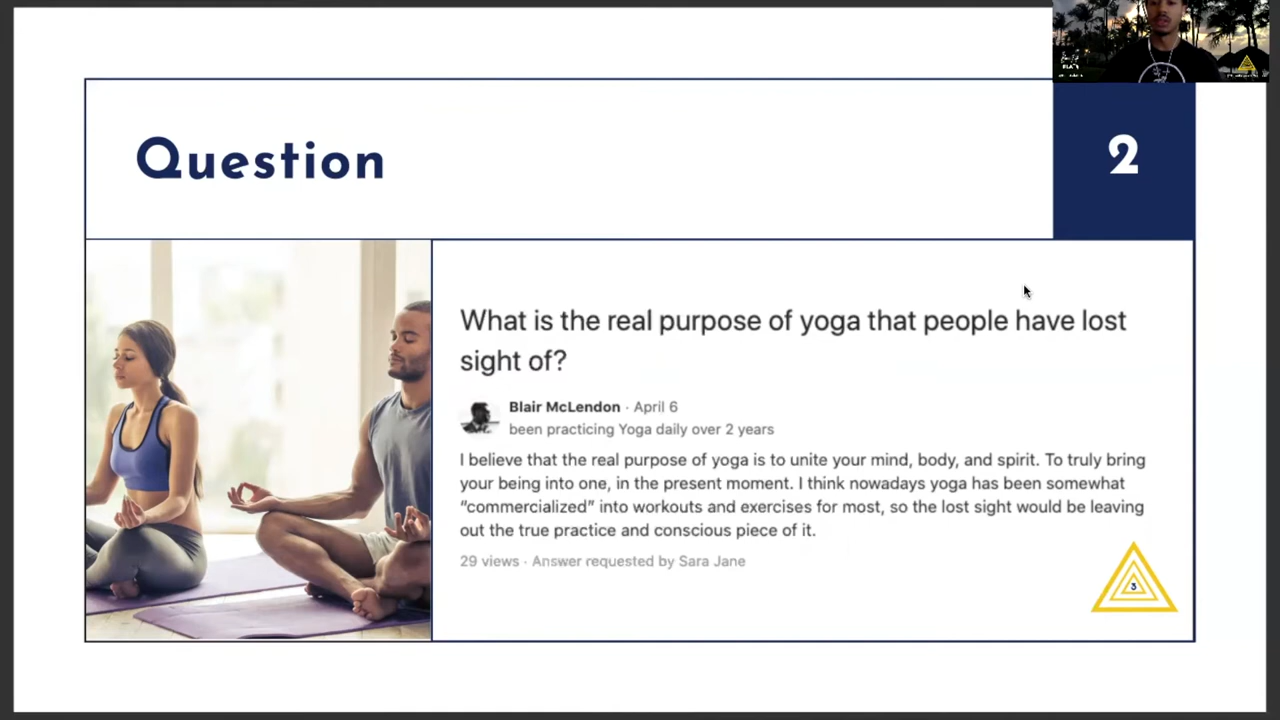 Question
2
What is the real purpose of yoga that people have lost
sight of?
Blair McLendon · April 6
been practicing Yoga daily over 2 years
I believe that the real purpose of yoga is to unite your mind, body, and spirit. To truly bring
your being into one, in the present moment. I think nowadays yoga has been somewhat
“commercialized” into workouts and exercises for most, so the lost sight would be leaving
out the true practice and conscious piece of it.
29 views · Answer requested by Sara Jane
3